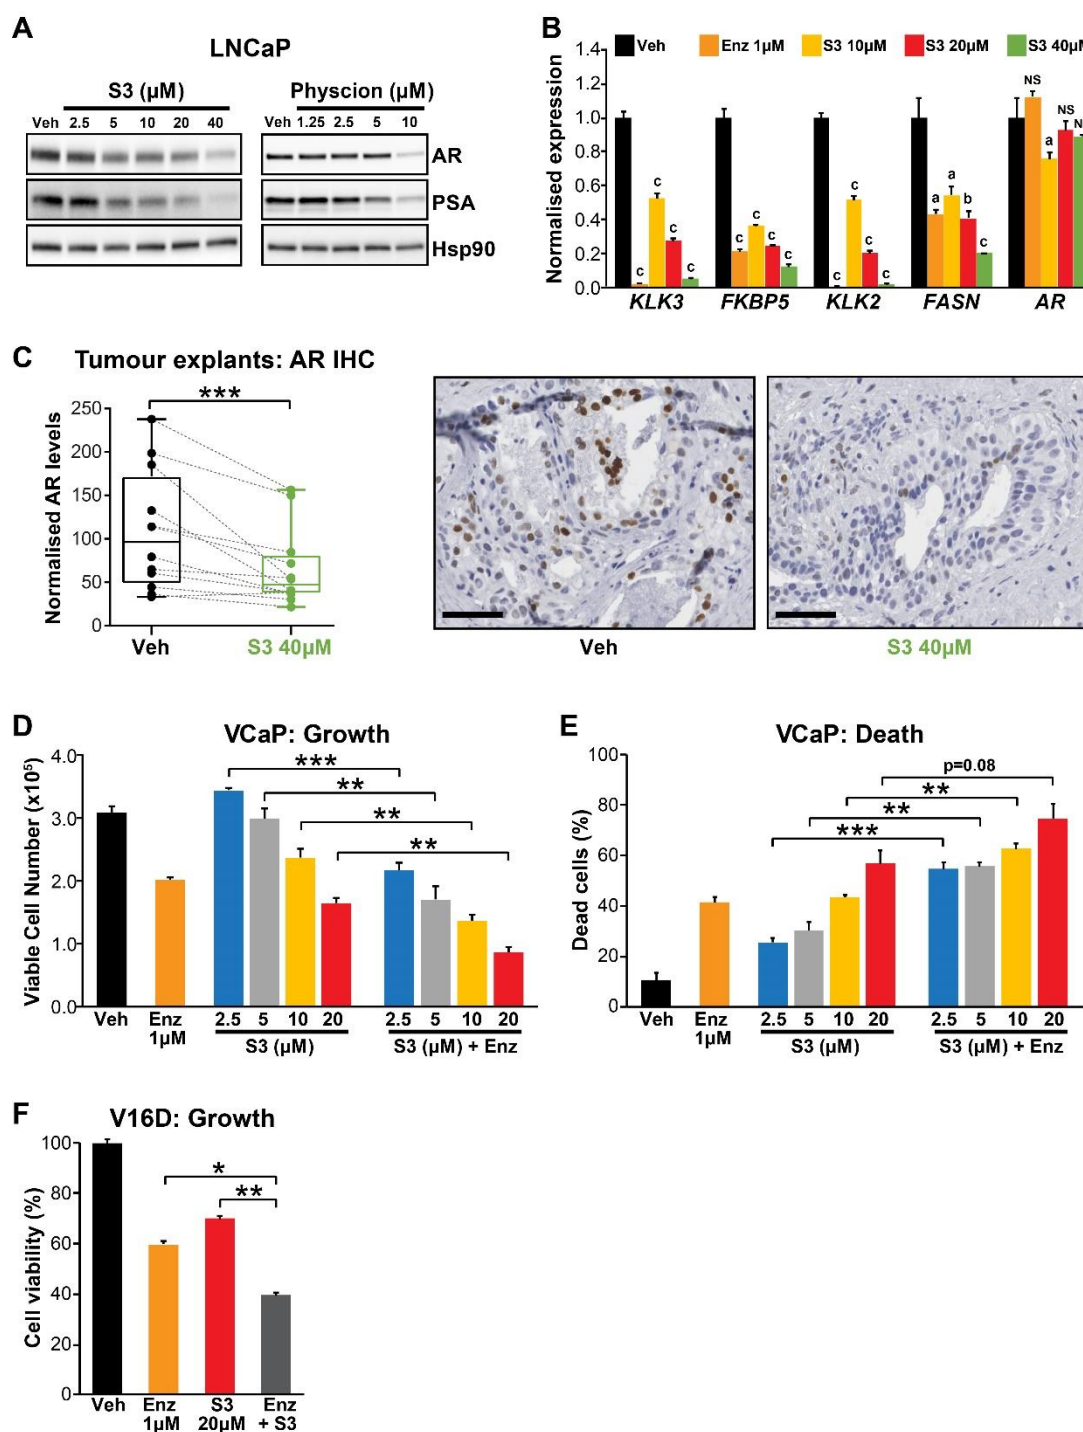 A
LNCaP
S3 (µM)
Physcion (µM)
Veh 2.5 5 10 20 40
Veh 1.25 2.5 5 10
AR
PSA
Hsp90
B
Veh Enz 1µM S3 10µM S3 20µM S3 40µM
Normalised expression
1.4
1.2
1.0
0.8
0.6
0.4
0.2
0.0
c c c c
c c c c
c c c c
a a b c
NS a NS N
KLK3 FKBP5 KLK2 FASN AR
C
Tumour explants: AR IHC
***
Normalised AR levels
250
200
150
100
50
0
Veh S3 40µM
Veh
S3 40µM
D
VCaP: Growth
Viable Cell Number (x10⁵)
4.0
3.0
2.0
1.0
0.0
***
**
**
**
Veh Enz 1µM 2.5 5 10 20 2.5 5 10 20
S3 (µM) S3 (µM) + Enz
E
VCaP: Death
Dead cells (%)
100
80
60
40
20
0
p=0.08
**
**
***
Veh Enz 1µM 2.5 5 10 20 2.5 5 10 20
S3 (µM) S3 (µM) + Enz
F
V16D: Growth
Cell viability (%)
100
80
60
40
20
0
*
**
Veh Enz S3 Enz
1µM 20µM + S3